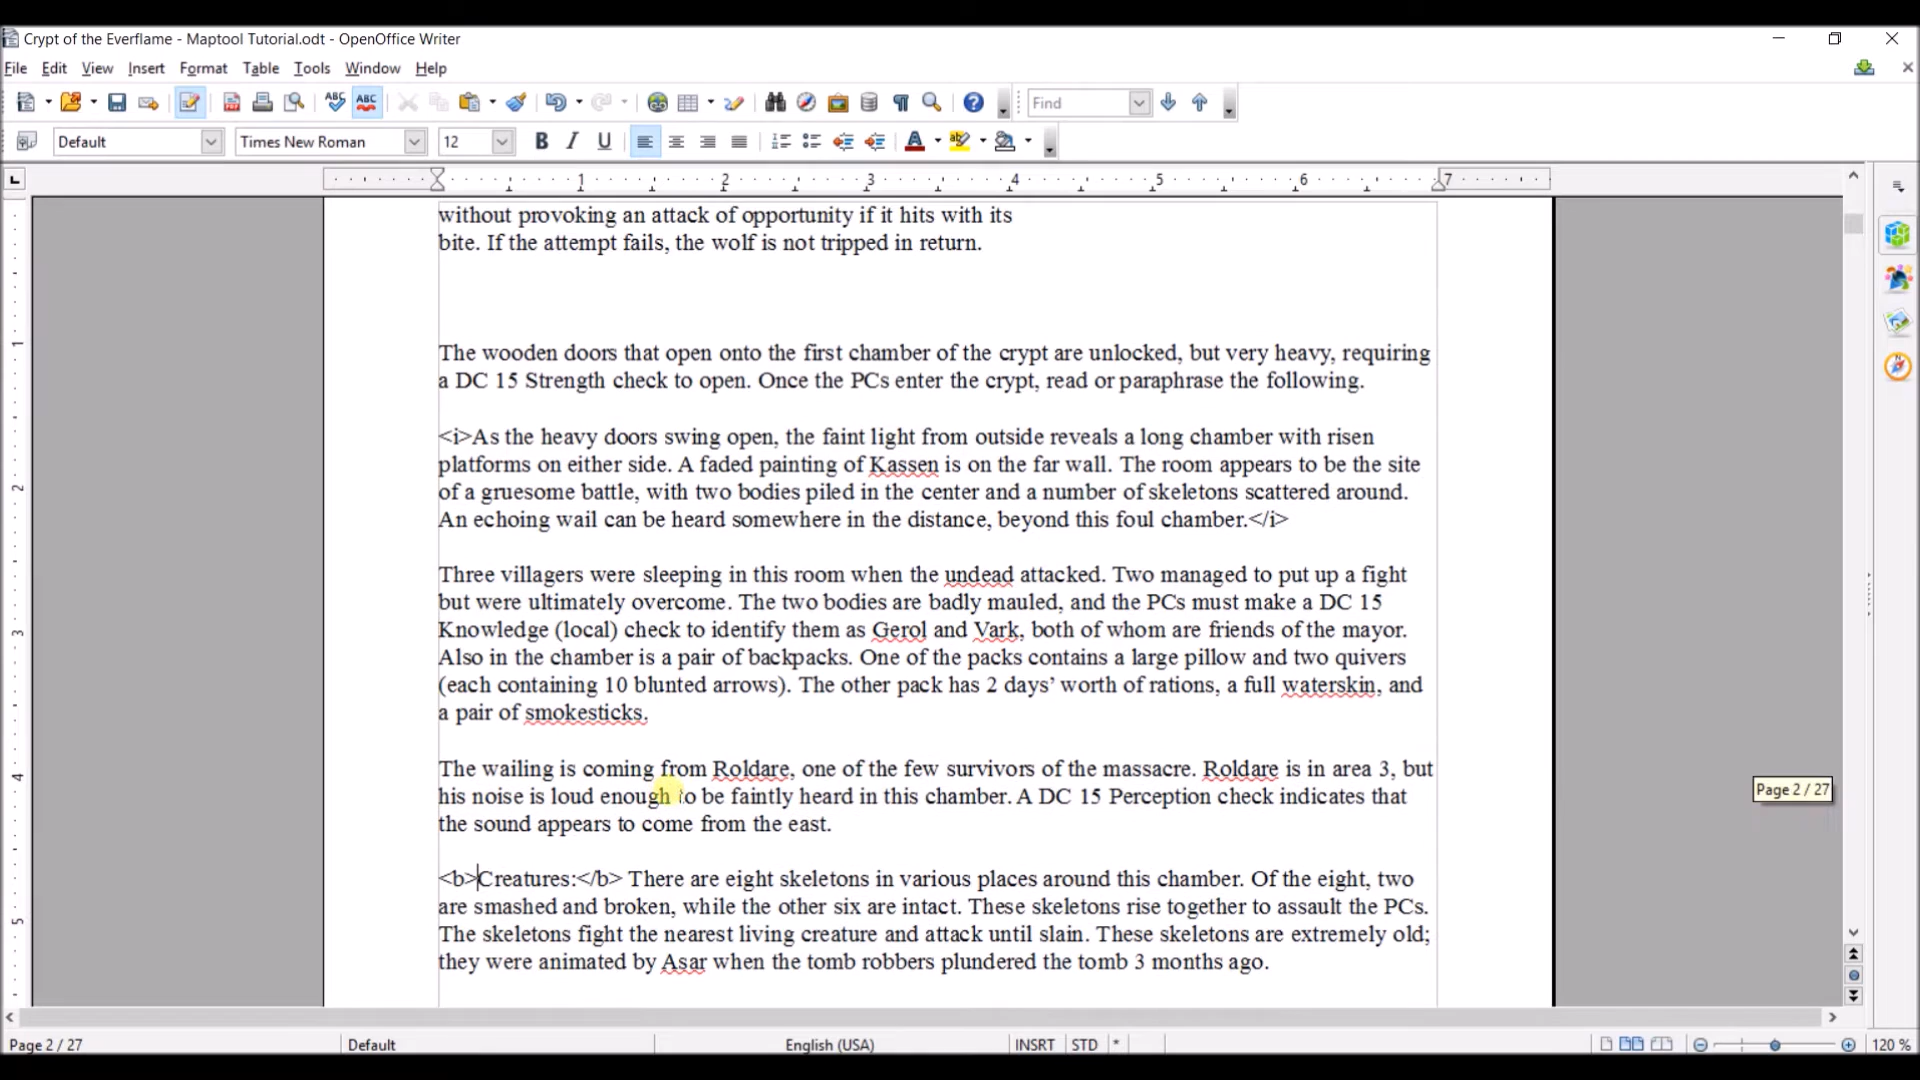 Crypt of the Everflame - Maptool Tutorial.odt - OpenOffice Writer
File Edit View Insert Format Table Tools Window Help
ABC ABC Find
Default Times New Roman 12 B I U A
1 2 3 4 5 6 7
without provoking an attack of opportunity if it hits with its
bite. If the attempt fails, the wolf is not tripped in return.
The wooden doors that open onto the first chamber of the crypt are unlocked, but very heavy, requiring
a DC 15 Strength check to open. Once the PCs enter the crypt, read or paraphrase the following.
<i>As the heavy doors swing open, the faint light from outside reveals a long chamber with risen
platforms on either side. A faded painting of Kassen is on the far wall. The room appears to be the site
of a gruesome battle, with two bodies piled in the center and a number of skeletons scattered around.
An echoing wail can be heard somewhere in the distance, beyond this foul chamber.</i>
Three villagers were sleeping in this room when the undead attacked. Two managed to put up a fight
but were ultimately overcome. The two bodies are badly mauled, and the PCs must make a DC 15
Knowledge (local) check to identify them as Gerol and Vark, both of whom are friends of the mayor.
Also in the chamber is a pair of backpacks. One of the packs contains a large pillow and two quivers
(each containing 10 blunted arrows). The other pack has 2 days’ worth of rations, a full waterskin, and
a pair of smokesticks.
The wailing is coming from Roldare, one of the few survivors of the massacre. Roldare is in area 3, but
his noise is loud enough to be faintly heard in this chamber. A DC 15 Perception check indicates that
the sound appears to come from the east.
<b>Creatures:</b> There are eight skeletons in various places around this chamber. Of the eight, two
are smashed and broken, while the other six are intact. These skeletons rise together to assault the PCs.
The skeletons fight the nearest living creature and attack until slain. These skeletons are extremely old;
they were animated by Asar when the tomb robbers plundered the tomb 3 months ago.
1
2
3
4
5
Page 2 / 27
Page 2 / 27 Default English (USA) INSRT STD * 120 %